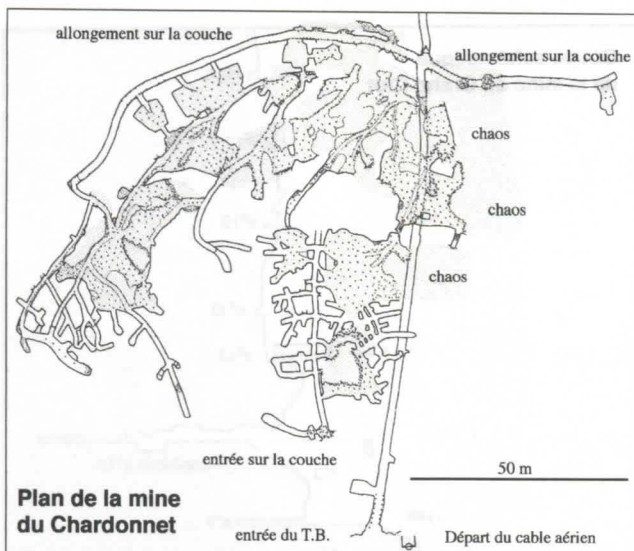 allongement sur la couche
allongement sur la couche
chaos
chaos
chaos
entrée sur la couche
50 m
Plan de la mine
du Chardonnet
entrée du T.B.
Départ du cable aérien